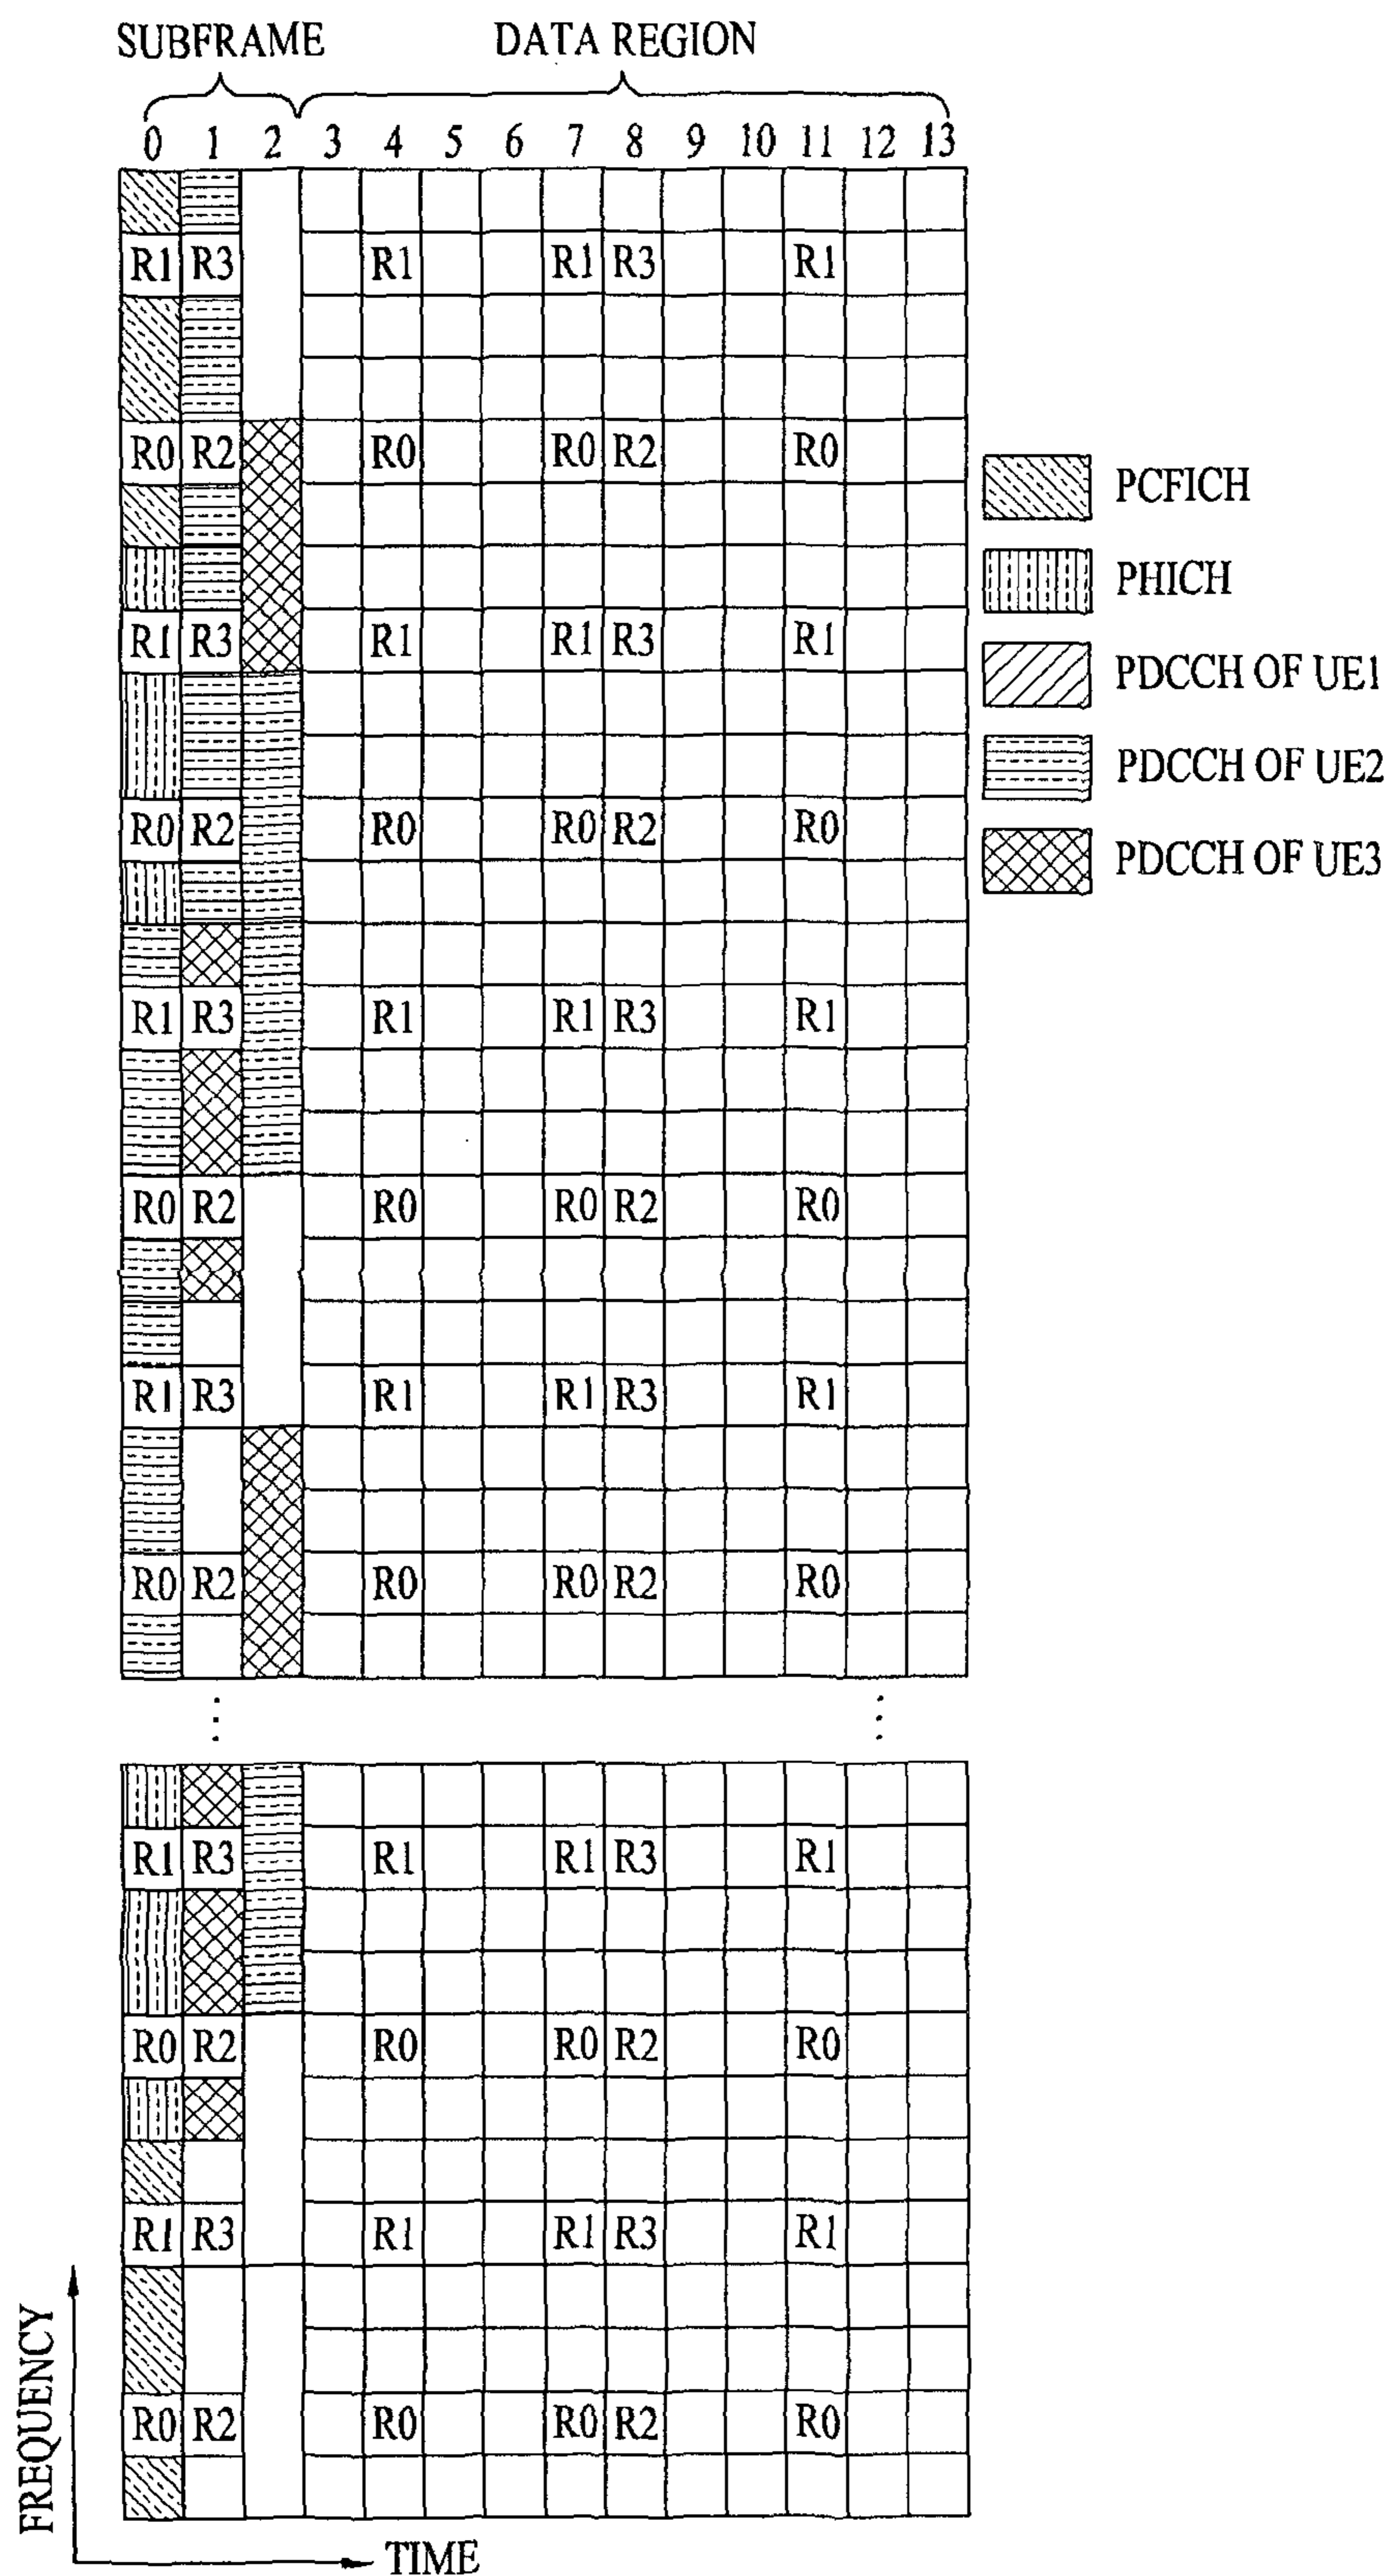 SUBFRAME DATA REGION
0 1 2 3 4 5 6 7 8 9 10 11 12 13
R1 R3 R1 R1 R3 R1
R0 R2 R0 R0 R2 R0
PCFICH
PHICH
R1 R3 R1 R1 R3 R1
PDCCH OF UE1
PDCCH OF UE2
R0 R2 R0 R0 R2 R0
PDCCH OF UE3
R1 R3 R1 R1 R3 R1
R0 R2 R0 R0 R2 R0
R1 R3 R1 R1 R3 R1
R0 R2 R0 R0 R2 R0
R1 R3 R1 R1 R3 R1
R0 R2 R0 R0 R2 R0
R1 R3 R1 R1 R3 R1
R0 R2 R0 R0 R2 R0
FREQUENCY
TIME